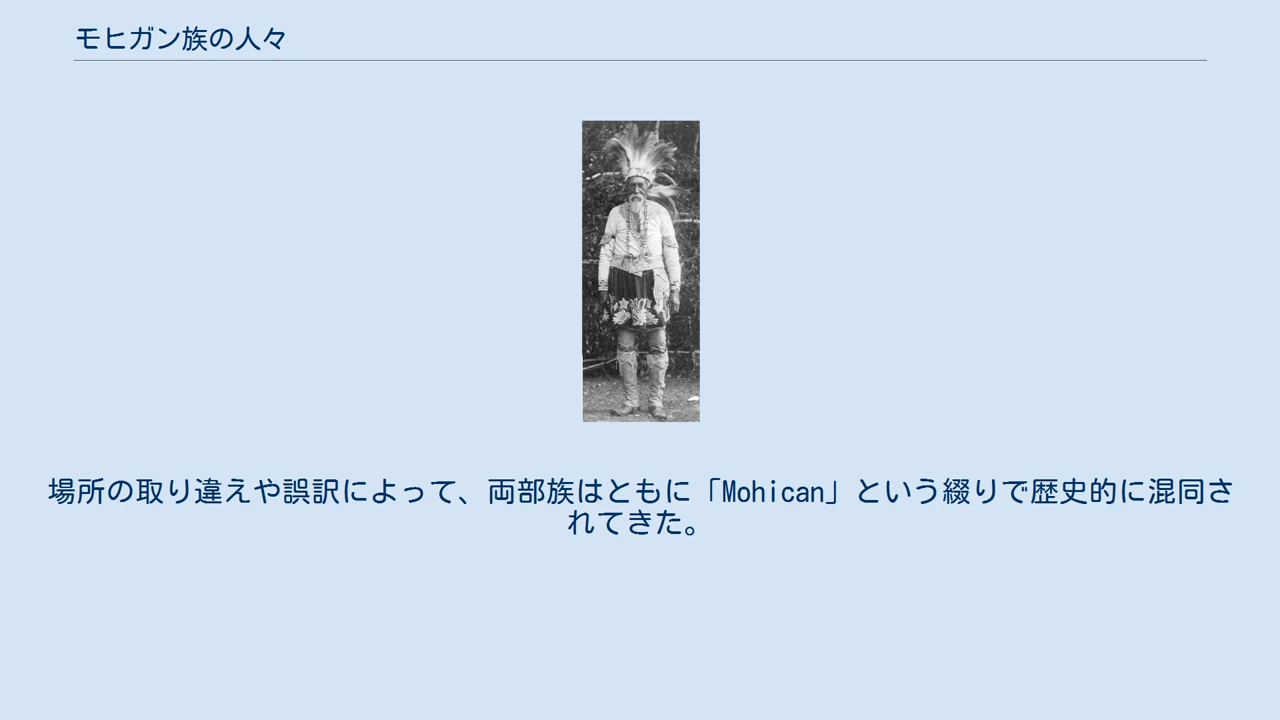 モヒガン族の人々
場所の取り違えや誤訳によって、両部族はともに「Mohican」という綴りで歴史的に混同さ
れてきた。